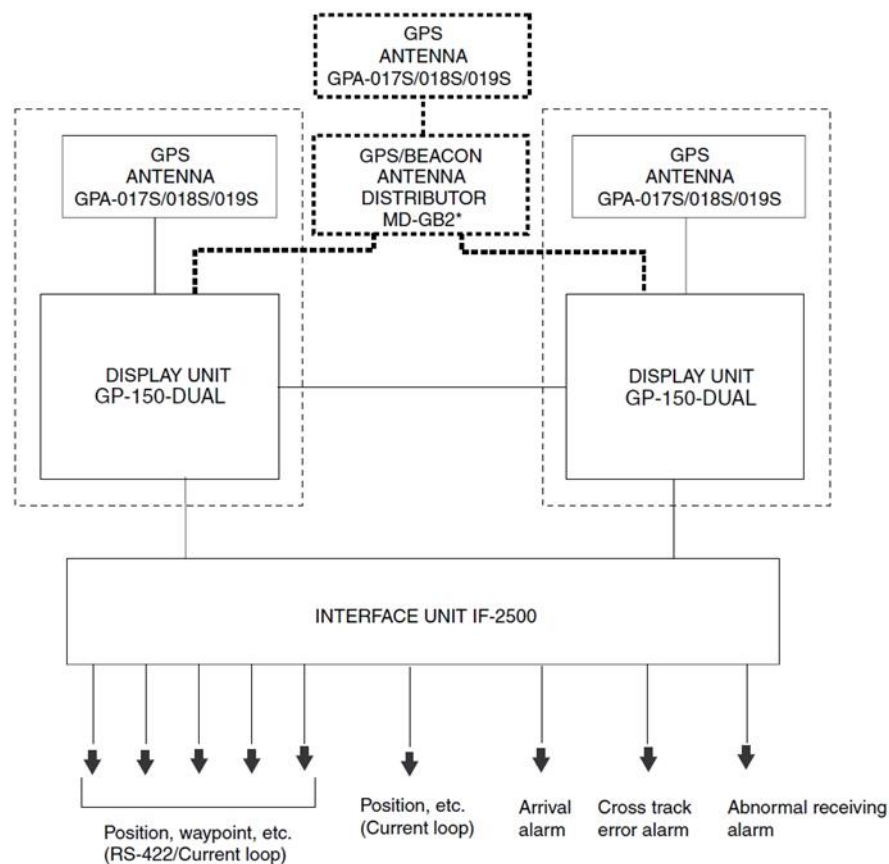 GPS
ANTENNA
GPA-017S/018S/019S
GPS
ANTENNA
GPA-017S/018S/019S
GPS/BEACON
ANTENNA
DISTRIBUTOR
MD-GB2*
GPS
ANTENNA
GPA-017S/018S/019S
DISPLAY UNIT
GP-150-DUAL
DISPLAY UNIT
GP-150-DUAL
INTERFACE UNIT IF-2500
Position, waypoint, etc.
(RS-422/Current loop)
Position, etc.
(Current loop)
Arrival
alarm
Cross track
error alarm
Abnormal receiving
alarm